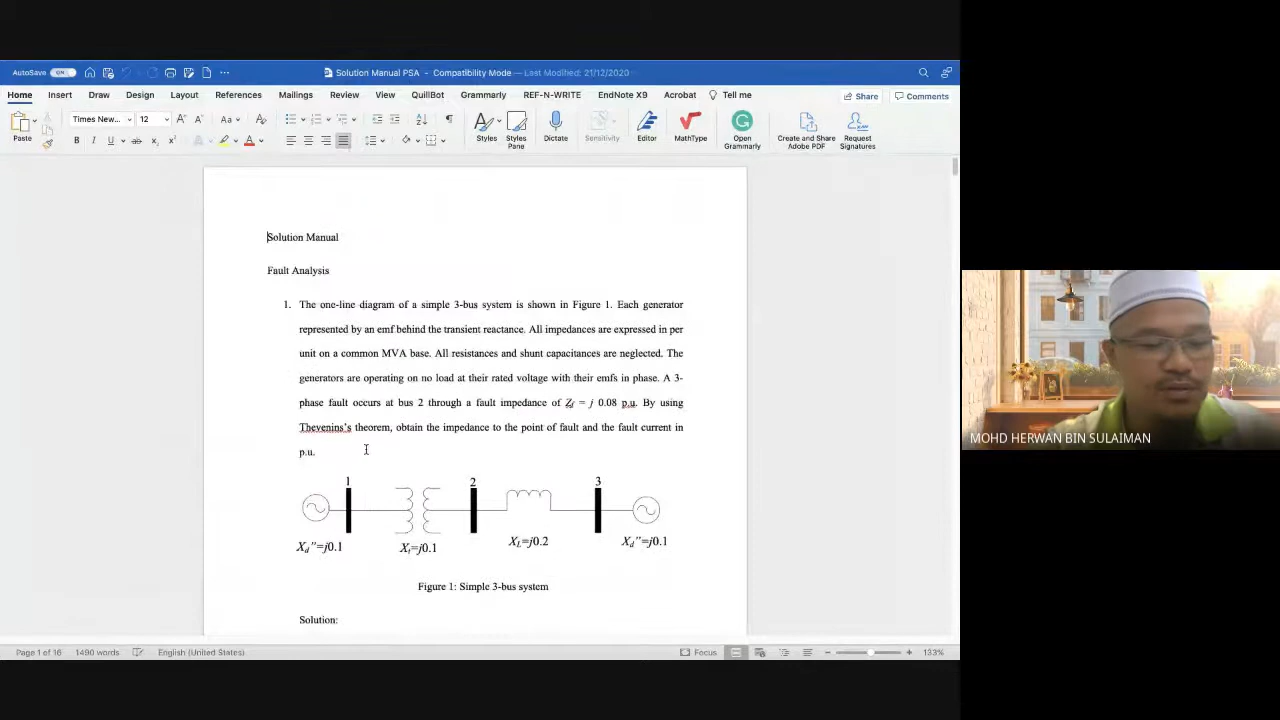 AutoSave ON
Solution Manual PSA - Compatibility Mode — Last Modified: 21/12/2020
Home Insert Draw Design Layout References Mailings Review View QuillBot Grammarly REF-N-WRITE EndNote X9 Acrobat Tell me
Share Comments
Paste
Times New... 12
Styles
Styles Pane
Dictate
Sensitivity
Editor
MathType
Open Grammarly
Create and Share Adobe PDF
Request Signatures
Solution Manual
Fault Analysis
1. The one-line diagram of a simple 3-bus system is shown in Figure 1. Each generator
represented by an emf behind the transient reactance. All impedances are expressed in per
unit on a common MVA base. All resistances and shunt capacitances are neglected. The
generators are operating on no load at their rated voltage with their emfs in phase. A 3-
phase fault occurs at bus 2 through a fault impedance of Zf = j 0.08 p.u. By using
Thevenins's theorem, obtain the impedance to the point of fault and the fault current in
p.u.
1 2 3
Xd''=j0.1 Xt=j0.1 XL=j0.2 Xd''=j0.1
Figure 1: Simple 3-bus system
Solution:
Page 1 of 16 1490 words English (United States) Focus 133%
MOHD HERWAN BIN SULAIMAN